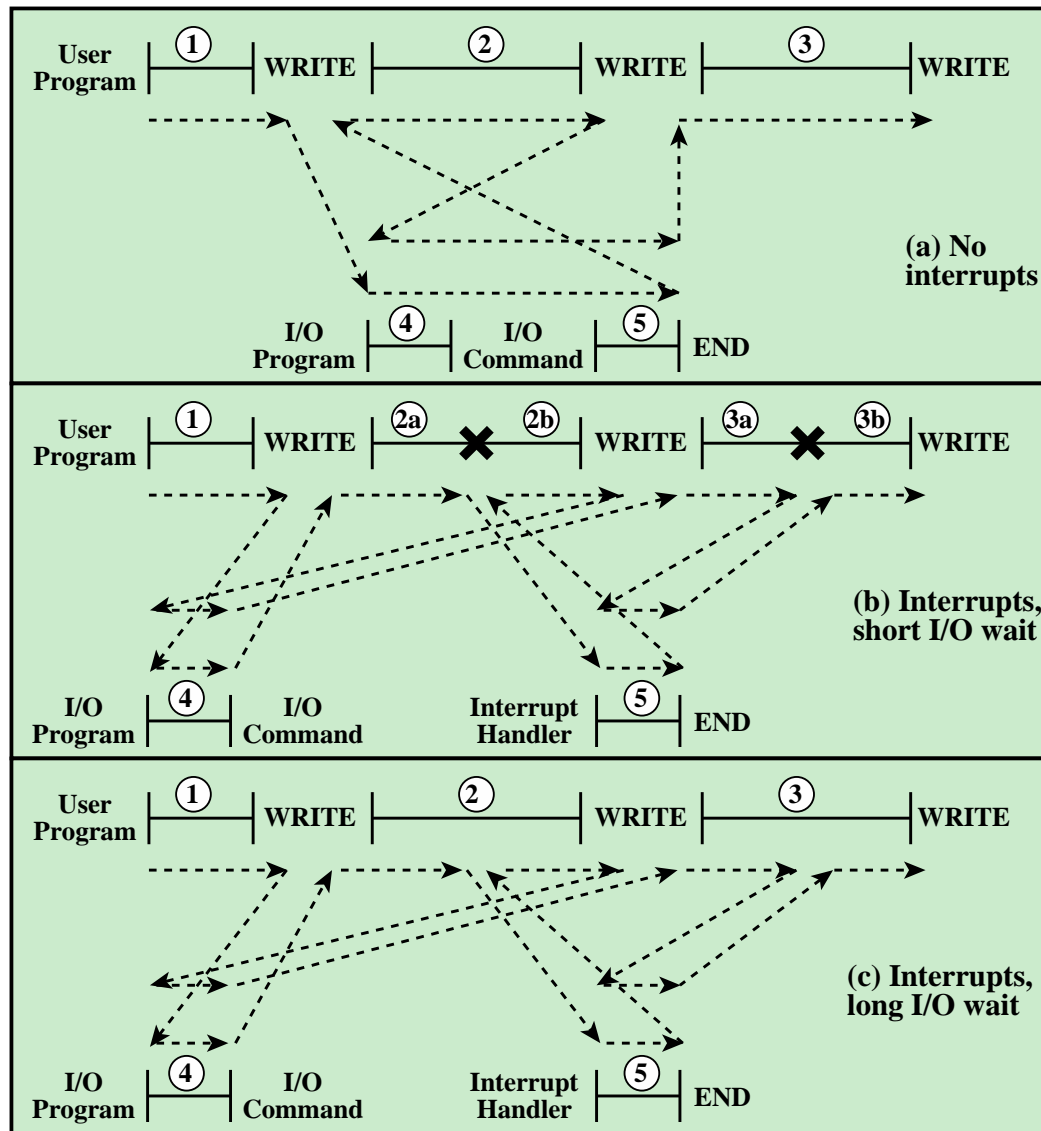 1
2
3
User
Program
WRITE
WRITE
WRITE
(a) No
interrupts
4
5
I/O
Program
I/O
Command
END
1
2a
2b
3a
3b
User
Program
WRITE
WRITE
WRITE
(b) Interrupts,
short I/O wait
4
5
I/O
Program
I/O
Command
Interrupt
Handler
END
1
2
3
User
Program
WRITE
WRITE
WRITE
(c) Interrupts,
long I/O wait
4
5
I/O
Program
I/O
Command
Interrupt
Handler
END